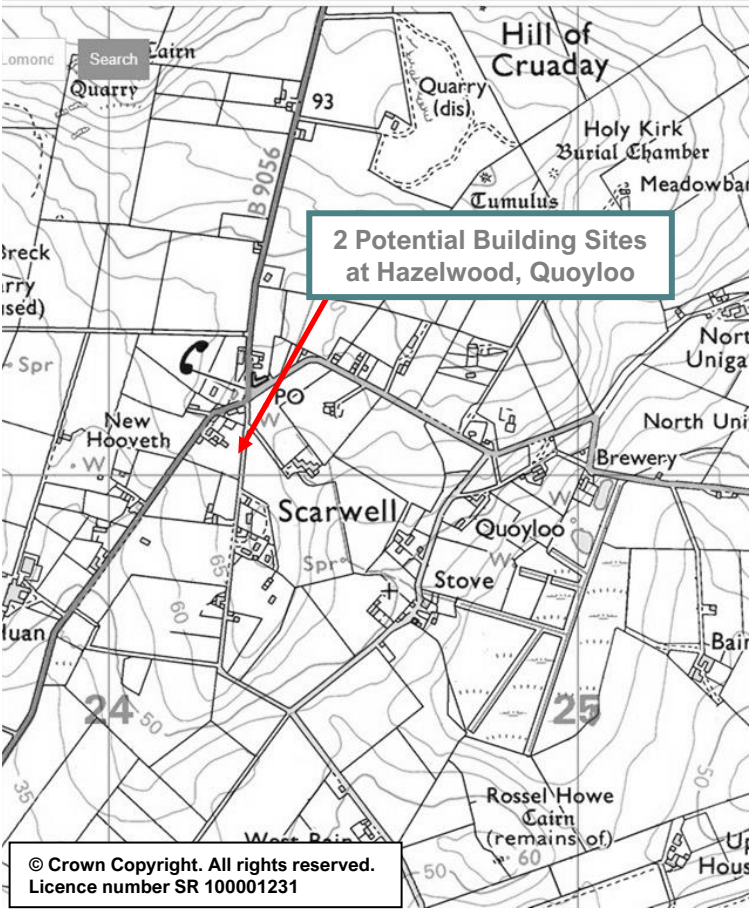 Hill of
Cruaday
Lomond
Search
Cairn
Quarry
93
Quarry
(dis)
Holy Kirk
Burial Chamber
B 9056
Meadowba
Tumulus
2 Potential Building Sites
at Hazelwood, Quoyloo
Breck
rry
sed)
Spr
Nort
Uniga
PO
W
New
Hooveth
North Uni
W
Brewery
Scarwell
W
Quoyloo
Spr
W
65
Stove
60
Huan
Bair
24
50
25
35
50
Rossel Howe
Cairn
(remains of)
West Bain
Up
Hous
50
60
© Crown Copyright. All rights reserved.
Licence number SR 100001231